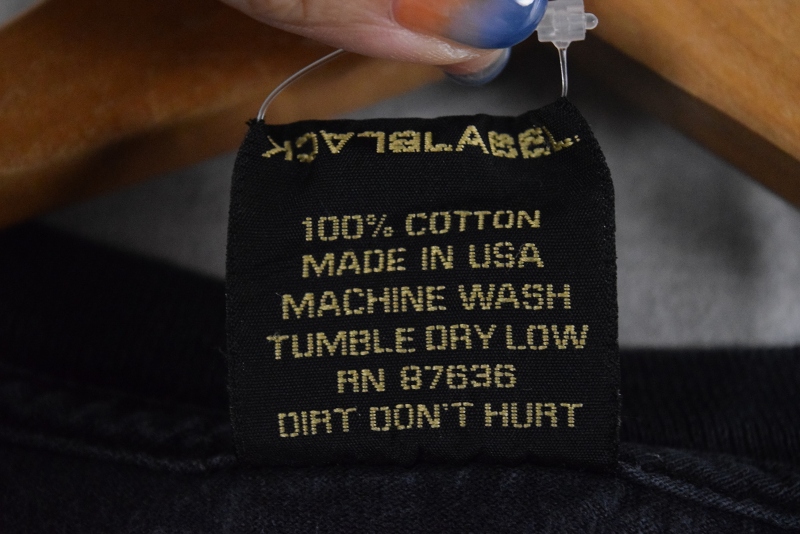 100% COTTON
MADE IN USA
MACHINE WASH
TUMBLE DRY LOW
RN 87636
DIRT DON'T HURT